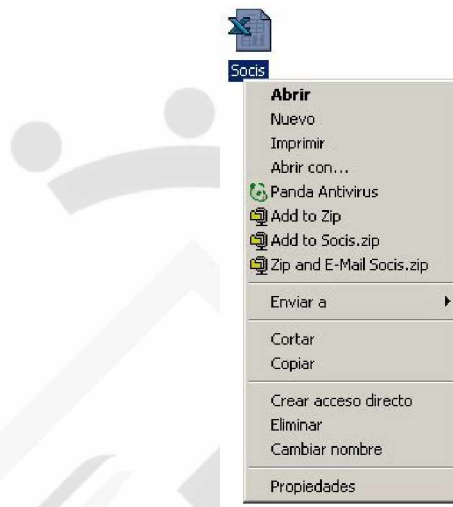 Socis
Abrir
Nuevo
Imprimir
Abrir con...
Panda Antivirus
Add to Zip
Add to Socis.zip
Zip and E-Mail Socis.zip
Enviar a
Cortar
Copiar
Crear acceso directo
Eliminar
Cambiar nombre
Propiedades